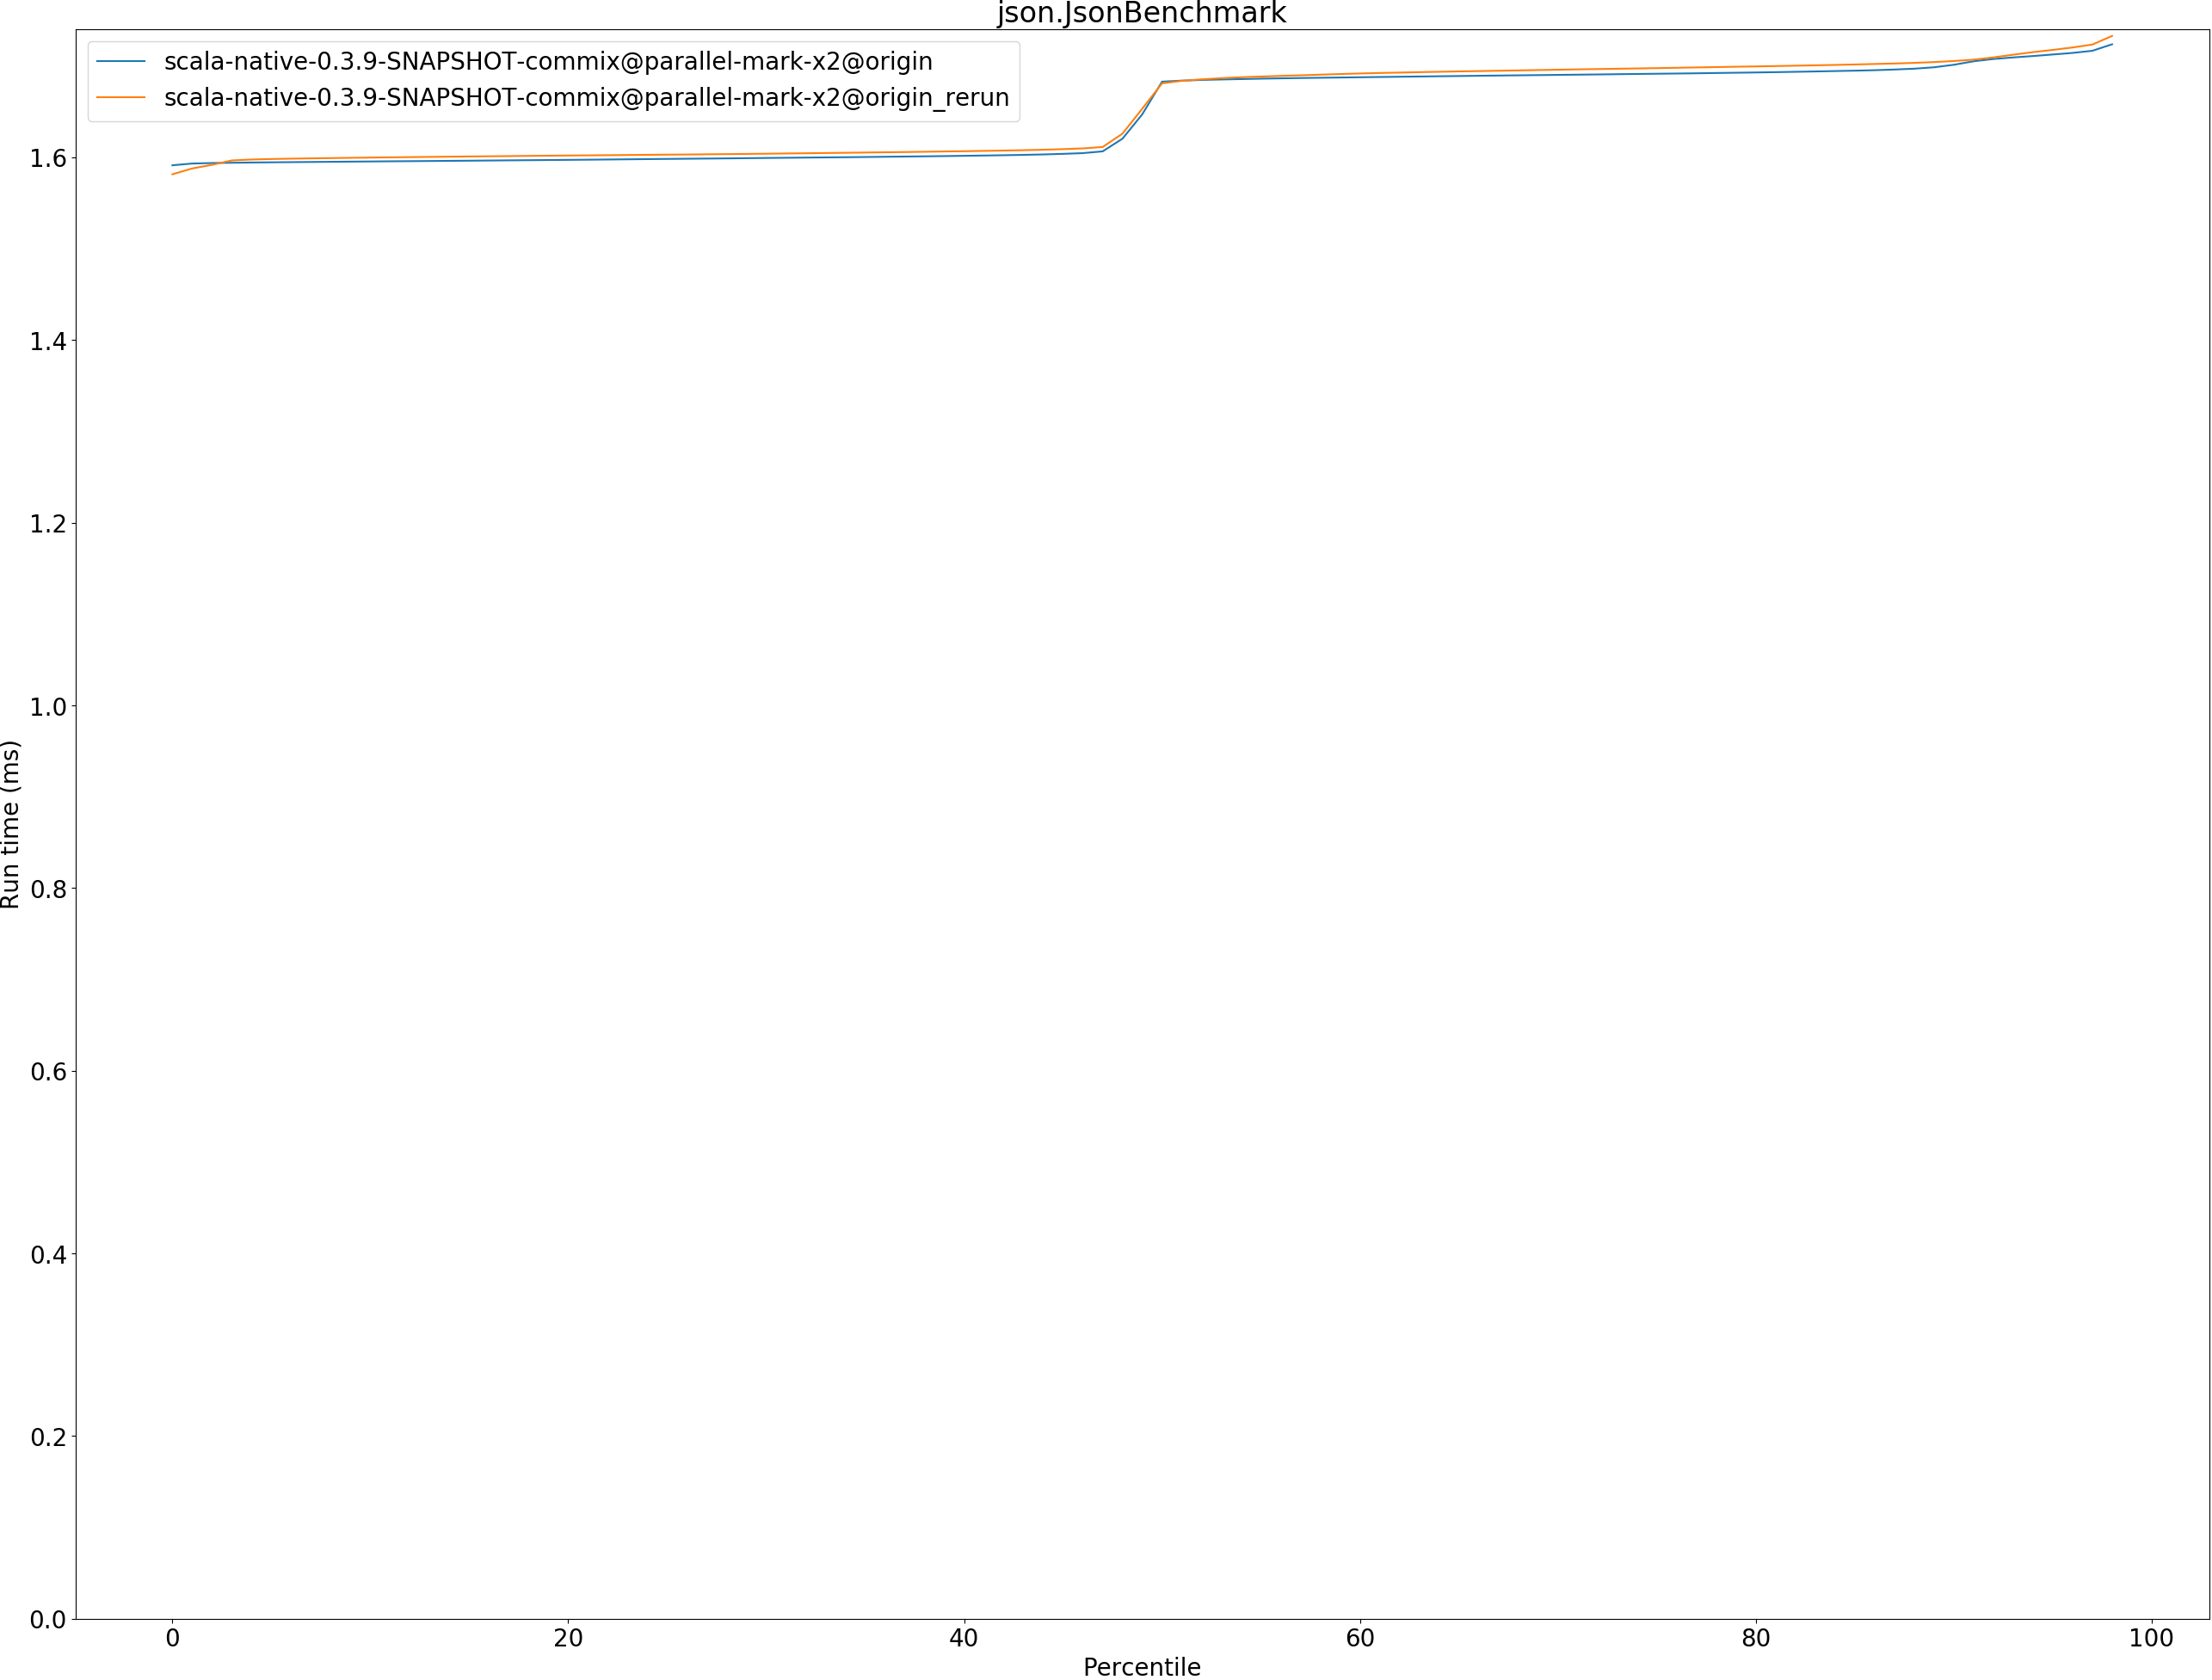 json.JsonBenchmark
scala-native-0.3.9-SNAPSHOT-commix@parallel-mark-x2@origin
scala-native-0.3.9-SNAPSHOT-commix@parallel-mark-x2@origin_rerun
1.6
1.4
1.2
1.0
0.8
0.6
0.4
0.2
0.0
Run time (ms)
0 20 40 60 80 100
Percentile